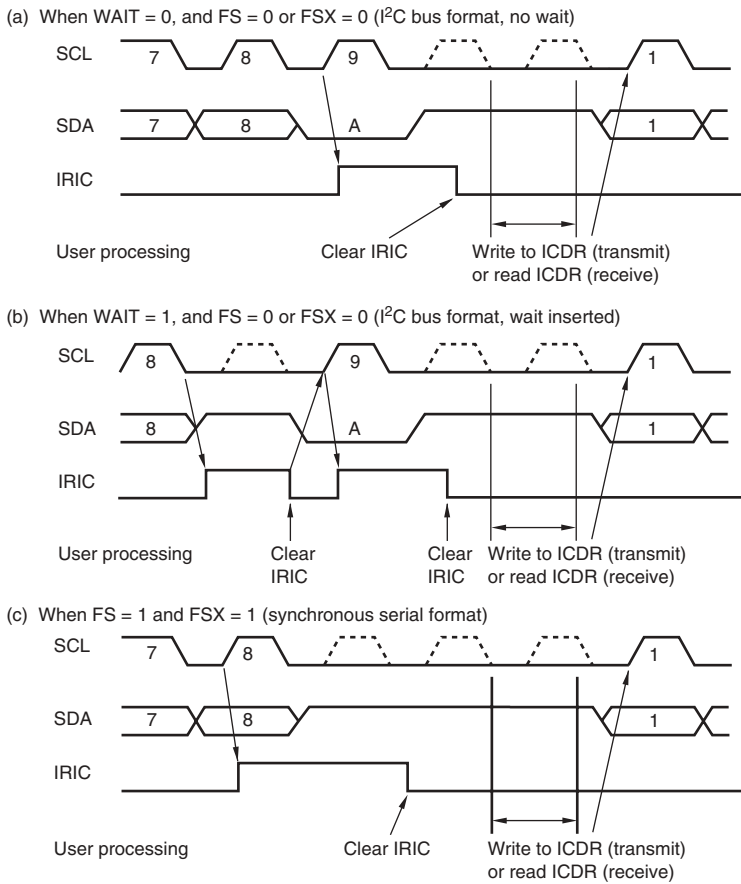 (a) When WAIT = 0, and FS = 0 or FSX = 0 (I²C bus format, no wait)
SCL 7 8 9 1
SDA 7 8 A 1
IRIC
User processing Clear IRIC Write to ICDR (transmit)
or read ICDR (receive)
(b) When WAIT = 1, and FS = 0 or FSX = 0 (I²C bus format, wait inserted)
SCL 8 9 1
SDA 8 A 1
IRIC
User processing Clear Clear Write to ICDR (transmit)
IRIC IRIC or read ICDR (receive)
(c) When FS = 1 and FSX = 1 (synchronous serial format)
SCL 7 8 1
SDA 7 8 1
IRIC
User processing Clear IRIC Write to ICDR (transmit)
or read ICDR (receive)